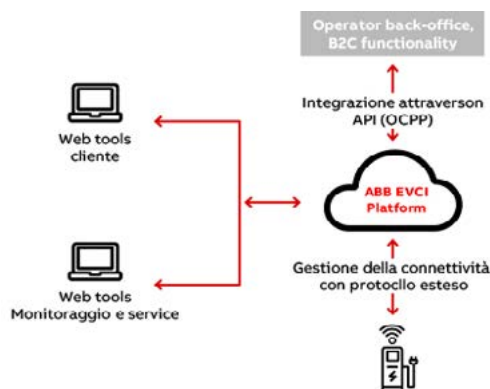 Operator back-office,
B2C functionality
Integrazione attraverson
API (OCPP)
Web tools
cliente
ABB EVCI
Platform
Gestione della connettività
con protocllo esteso
Web tools
Monitoraggio e service